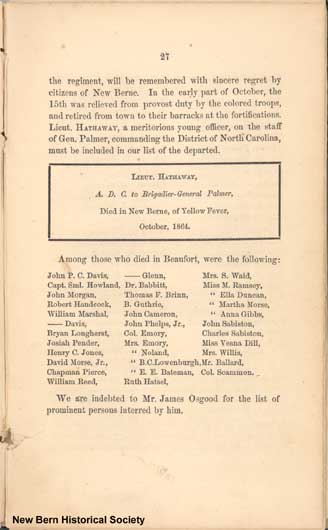 27
the regiment, will be remembered with sincere regret by
citizens of New Berne. In the early part of October, the
15th was relieved from provost duty by the colored troops,
and retired from town to their barracks at the fortifications.
Lieut. Hathaway, a meritorious young officer, on the staff
of Gen. Palmer, commanding the District of North Carolina,
must be included in our list of the departed.
Lieut. Hathaway,
A. D. C. to Brigadier-General Palmer,
Died in New Berne, of Yellow Fever,
October, 1864.
Among those who died in Beaufort, were the following:
John P. C. Davis, —— Glenn, Mrs. S. Wald,
Capt. Sml. Howland, Dr. Babbitt, Miss M. Ramsey,
John Morgan, Thomas F. Brinn, " Ella Duncan,
Robert Handcock, B. Guthrie, " Martha Morse,
William Marshal, John Cameron, " Anna Gibbs,
—— Davis, John Phelps, Jr., John Sabiston,
Bryan Longherst, Col. Emory, Charles Sabiston,
Josiah Pender, Mrs. Emory, Miss Vesna Dill,
Henry C. Jones, " Noland, Mrs. Willis,
David Morse, Jr., " B.C.Lowenburgh, Mr. Ballard,
Chapman Pierce, " E. E. Bateman, Col. Scammon.
William Reed, Ruth Hatsel,
We are indebted to Mr. James Osgood for the list of
prominent persons interred by him.
New Bern Historical Society